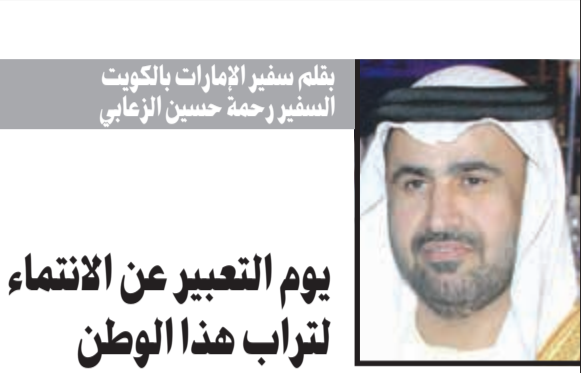 بقلم سفير الإمارات بالكويت
السفير رحمة حسين الزعابي
يوم التعبير عن الانتماء
لتراب هذا الوطن